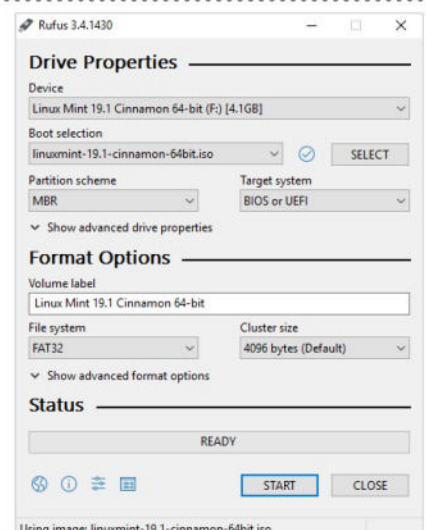 Rufus 3.4.1430
Drive Properties
Device
Linux Mint 19.1 Cinnamon 64-bit (F:) [4.1GB]
Boot selection
linuxmint-19.1-cinnamon-64bit.iso
SELECT
Partition scheme
Target system
MBR
BIOS or UEFI
Show advanced drive properties
Format Options
Volume label
Linux Mint 19.1 Cinnamon 64-bit
File system
Cluster size
FAT32
4096 bytes (Default)
Show advanced format options
Status
READY
START
CLOSE
Using image: linuxmint-19.1-cinnamon-64bit.iso